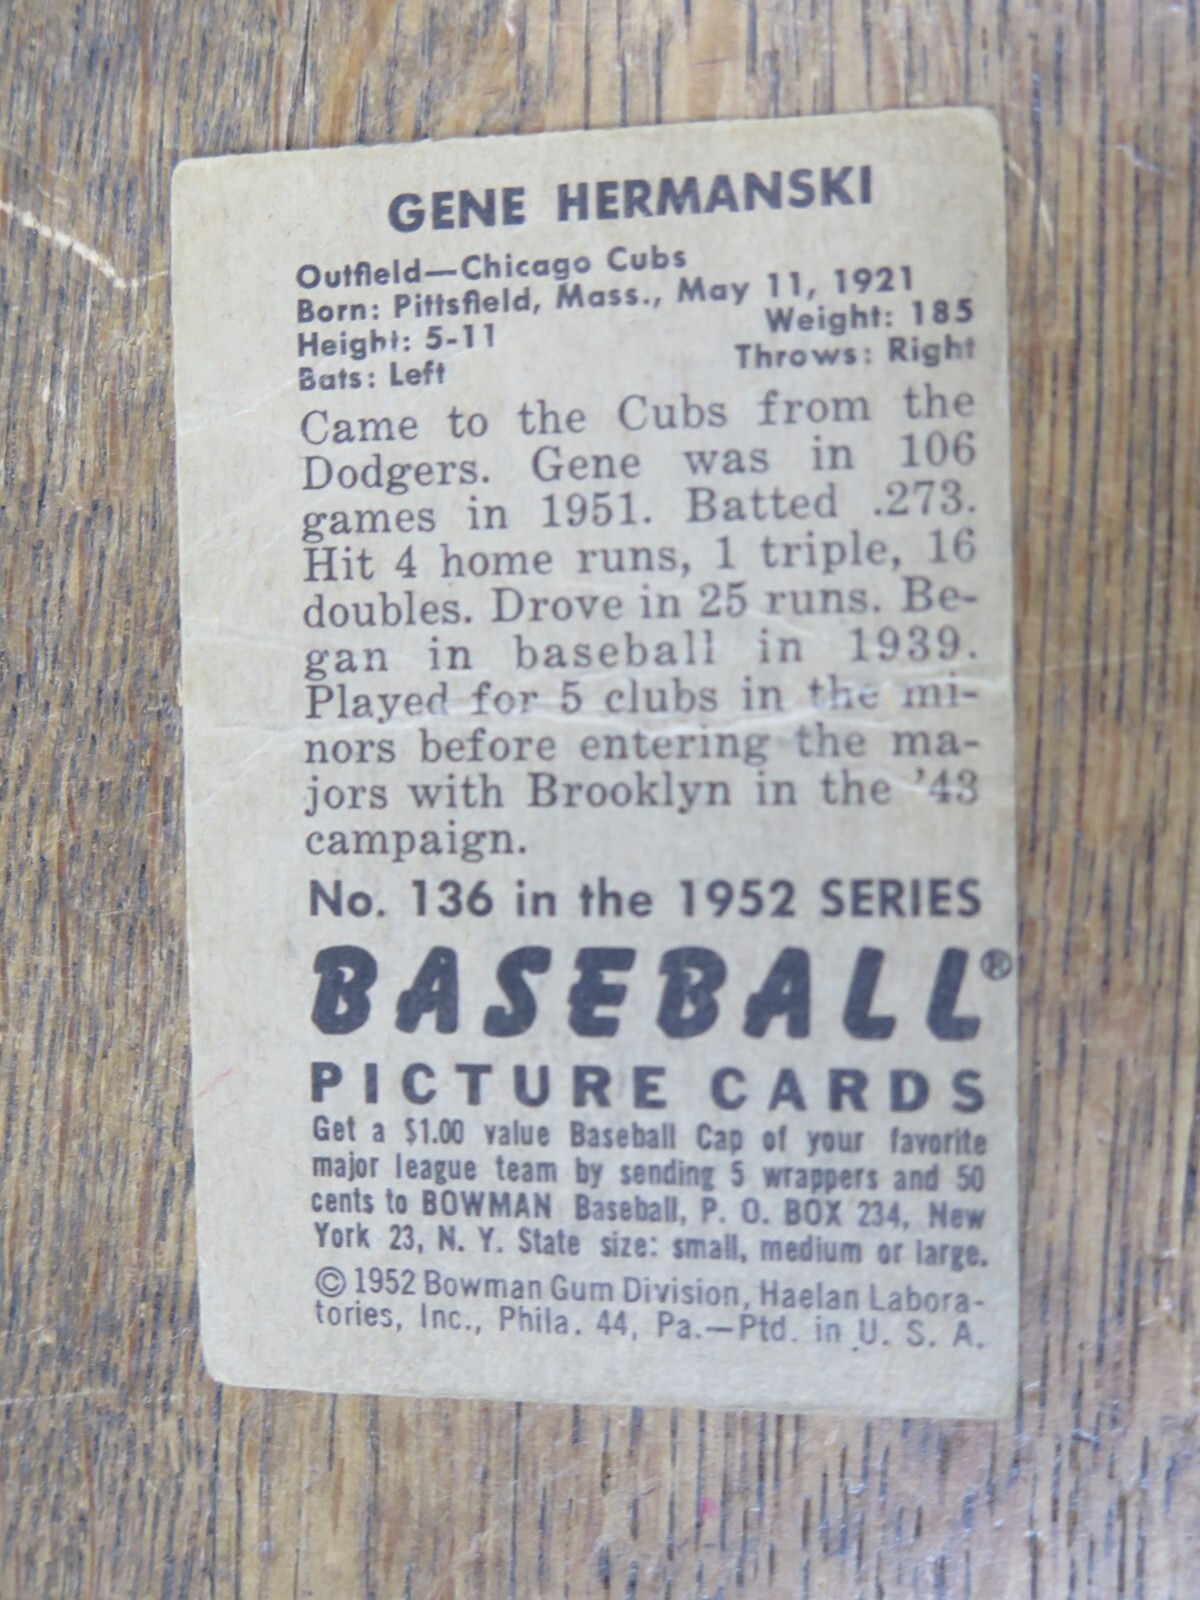 GENE HERMANSKI
Outfield—Chicago Cubs
Born: Pittsfield, Mass., May 11, 1921
Height: 5-11 Weight: 185
Bats: Left Throws: Right
Came to the Cubs from the
Dodgers. Gene was in 106
games in 1951. Batted .273.
Hit 4 home runs, 1 triple, 16
doubles. Drove in 25 runs. Be-
gan in baseball in 1939.
Played for 5 clubs in the mi-
nors before entering the ma-
jors with Brooklyn in the '43
campaign.
No. 136 in the 1952 SERIES
BASEBALL®
PICTURE CARDS
Get a $1.00 value Baseball Cap of your favorite
major league team by sending 5 wrappers and 50
cents to BOWMAN Baseball, P. O. BOX 234, New
York 23, N. Y. State size: small, medium or large.
© 1952 Bowman Gum Division, Haelan Labora-
tories, Inc., Phila. 44, Pa.—Ptd. in U. S. A.